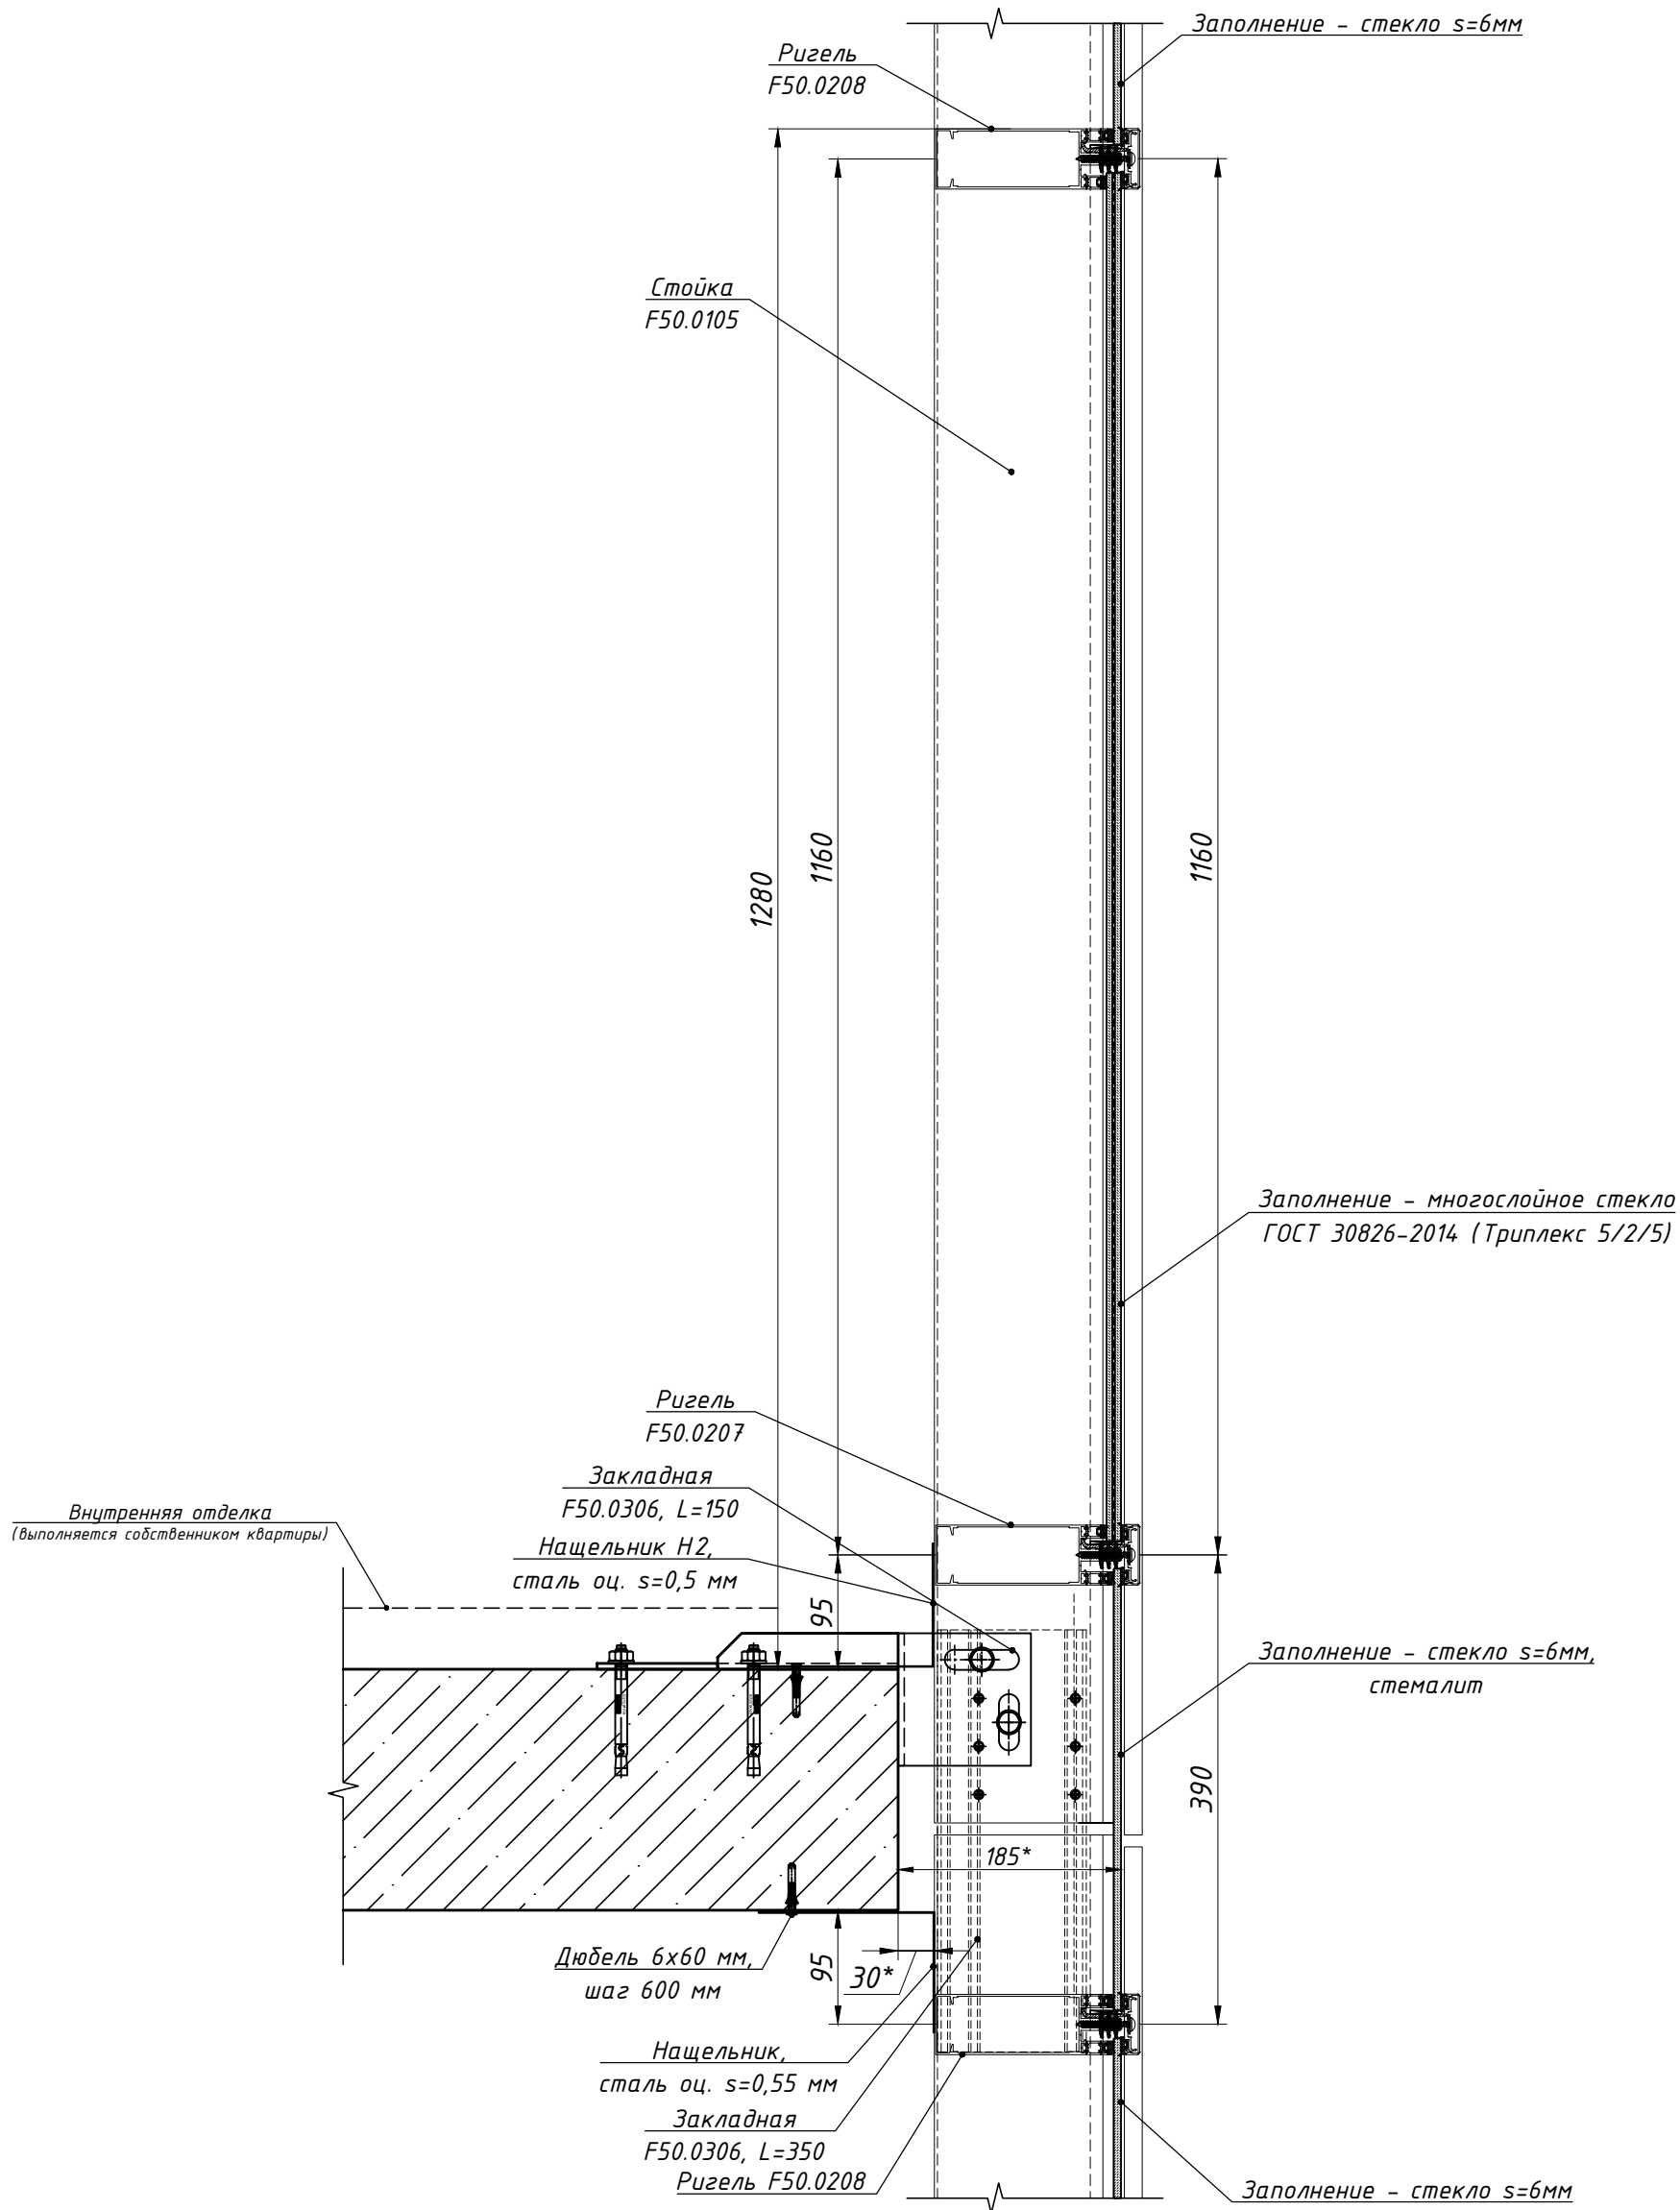 Заполнение - стекло s=6мм
Ригель
F50.0208
Стойка
F50.0105
1160
1160
1280
Заполнение - многослойное стекло
ГОСТ 30826-2014 (Триплекс 5/2/5)
Ригель
F50.0207
Закладная
F50.0306, L=150
Внутренняя отделка
(выполняется собственником квартиры)
Нащельник Н2,
сталь оц. s=0,5 мм
95
Заполнение - стекло s=6мм,
стемалит
390
185*
Дюбель 6х60 мм,
шаг 600 мм
95
30*
Нащельник,
сталь оц. s=0,55 мм
Закладная
F50.0306, L=350
Ригель F50.0208
Заполнение - стекло s=6мм